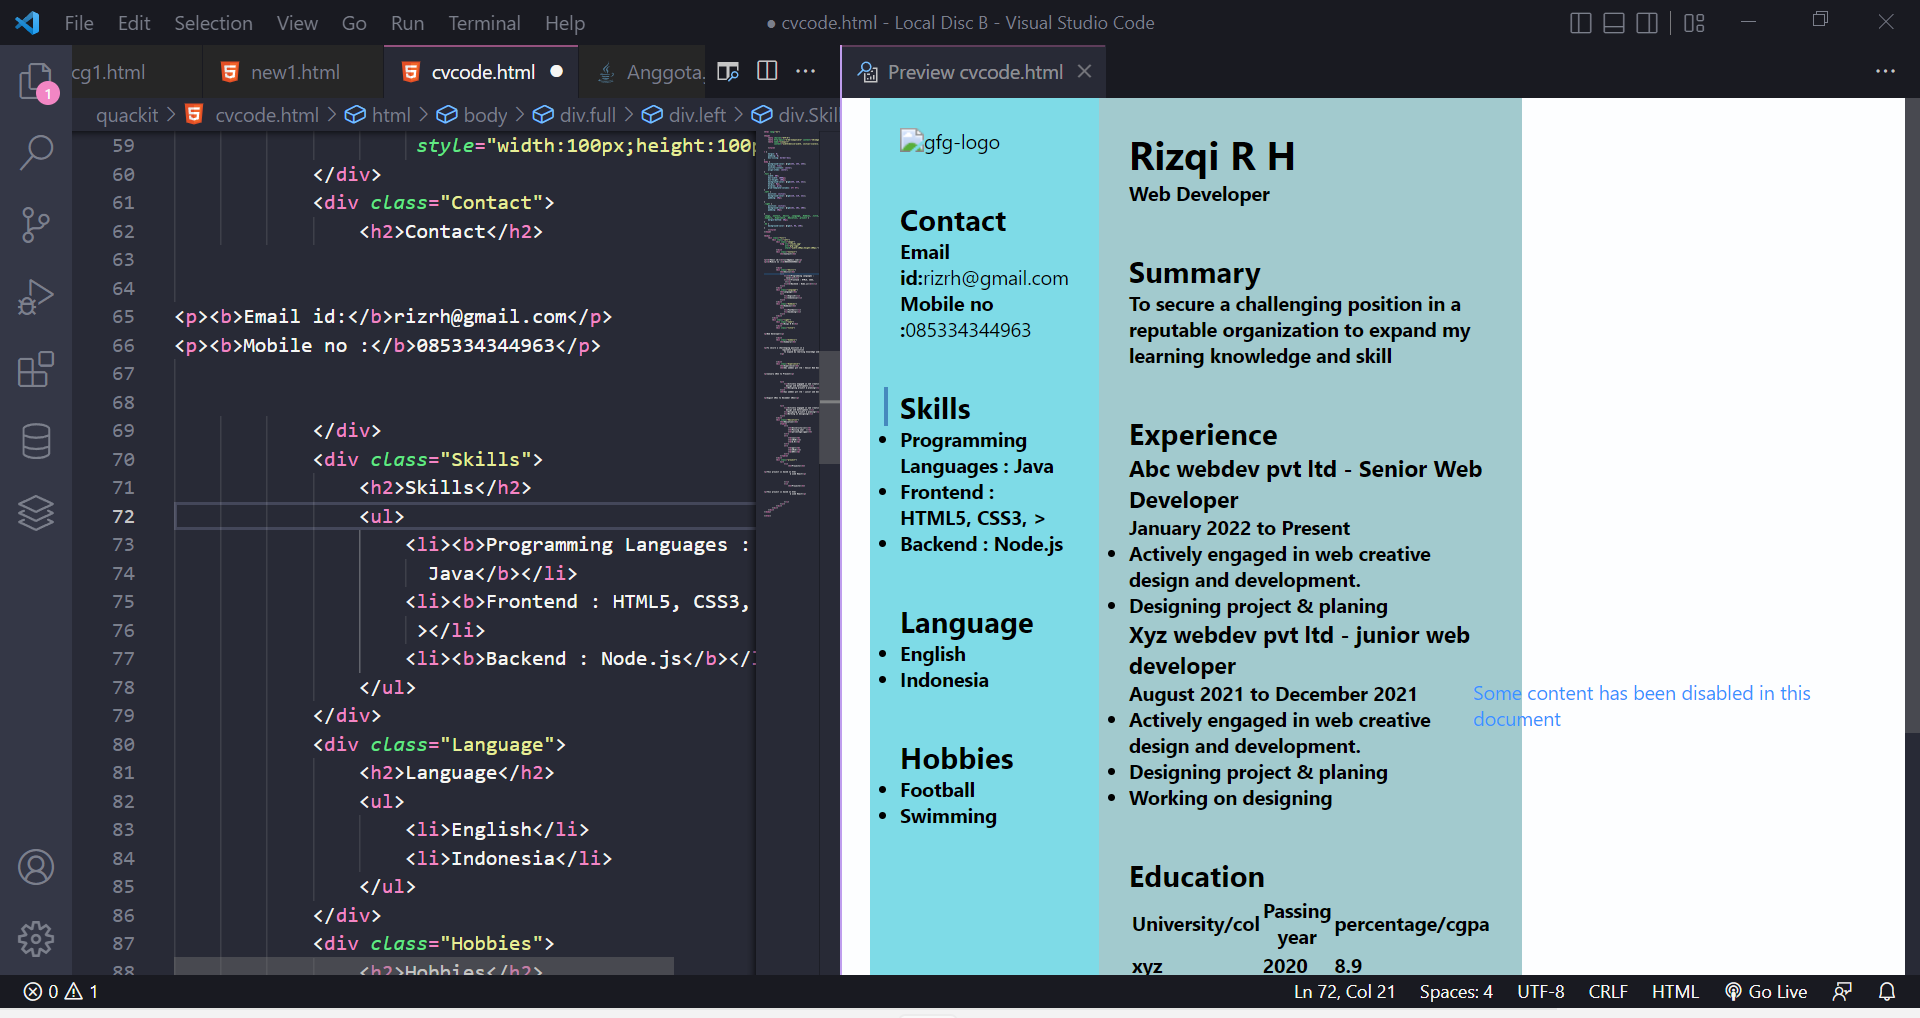 File Edit Selection View Go Run Terminal Help
● cvcode.html - Local Disc B - Visual Studio Code
cg1.html
new1.html
cvcode.html
Anggota.
Preview cvcode.html
1
quackit > cvcode.html > html > body > div.full > div.left > div.Skil
59 style="width:100px;height:100p
60 </div>
61 <div class="Contact">
62 <h2>Contact</h2>
63
64
65 <p><b>Email id:</b>rizrh@gmail.com</p>
66 <p><b>Mobile no :</b>085334344963</p>
67
68
69 </div>
70 <div class="Skills">
71 <h2>Skills</h2>
72 <ul>
73 <li><b>Programming Languages :
74 Java</b></li>
75 <li><b>Frontend : HTML5, CSS3,
76 ></li>
77 <li><b>Backend : Node.js</b></l
78 </ul>
79 </div>
80 <div class="Language">
81 <h2>Language</h2>
82 <ul>
83 <li>English</li>
84 <li>Indonesia</li>
85 </ul>
86 </div>
87 <div class="Hobbies">
88 <h2>Hobbies</h2>
gfg-logo
Contact
Email
id:rizrh@gmail.com
Mobile no
:085334344963
Skills
• Programming
Languages : Java
• Frontend :
HTML5, CSS3, >
• Backend : Node.js
Language
• English
• Indonesia
Hobbies
• Football
• Swimming
Rizqi R H
Web Developer
Summary
To secure a challenging position in a
reputable organization to expand my
learning knowledge and skill
Experience
Abc webdev pvt ltd - Senior Web
Developer
January 2022 to Present
• Actively engaged in web creative
design and development.
• Designing project & planing
Xyz webdev pvt ltd - junior web
developer
August 2021 to December 2021
• Actively engaged in web creative
design and development.
• Designing project & planing
• Working on designing
Education
University/col Passing year percentage/cgpa
xyz 2020 8.9
Some content has been disabled in this
document
0 1
Ln 72, Col 21 Spaces: 4 UTF-8 CRLF HTML Go Live